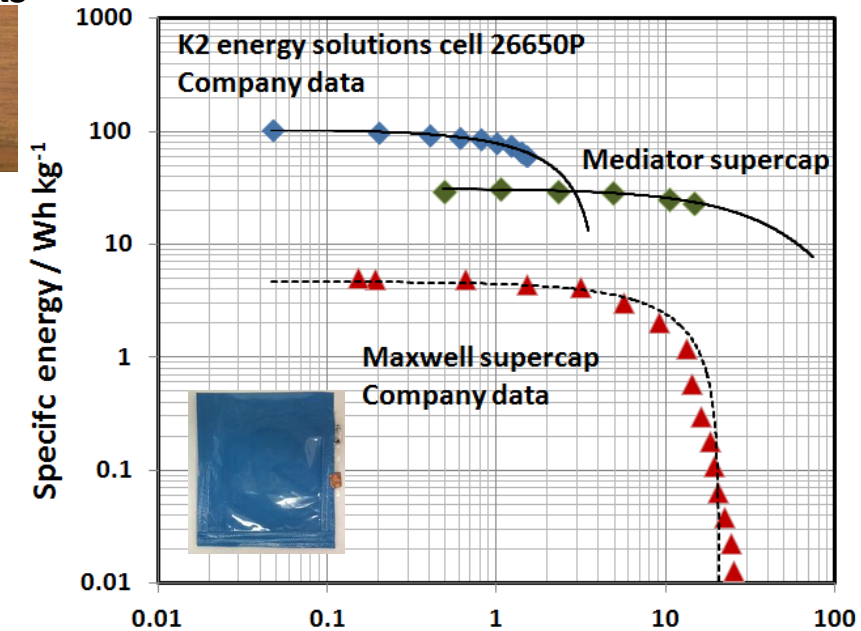 1000
K2 energy solutions cell 26650P
Company data
100
Mediator supercap
10
Specifc energy / Wh kg-1
1
Maxwell supercap
Company data
0.1
0.01
0.01 0.1 1 10 100